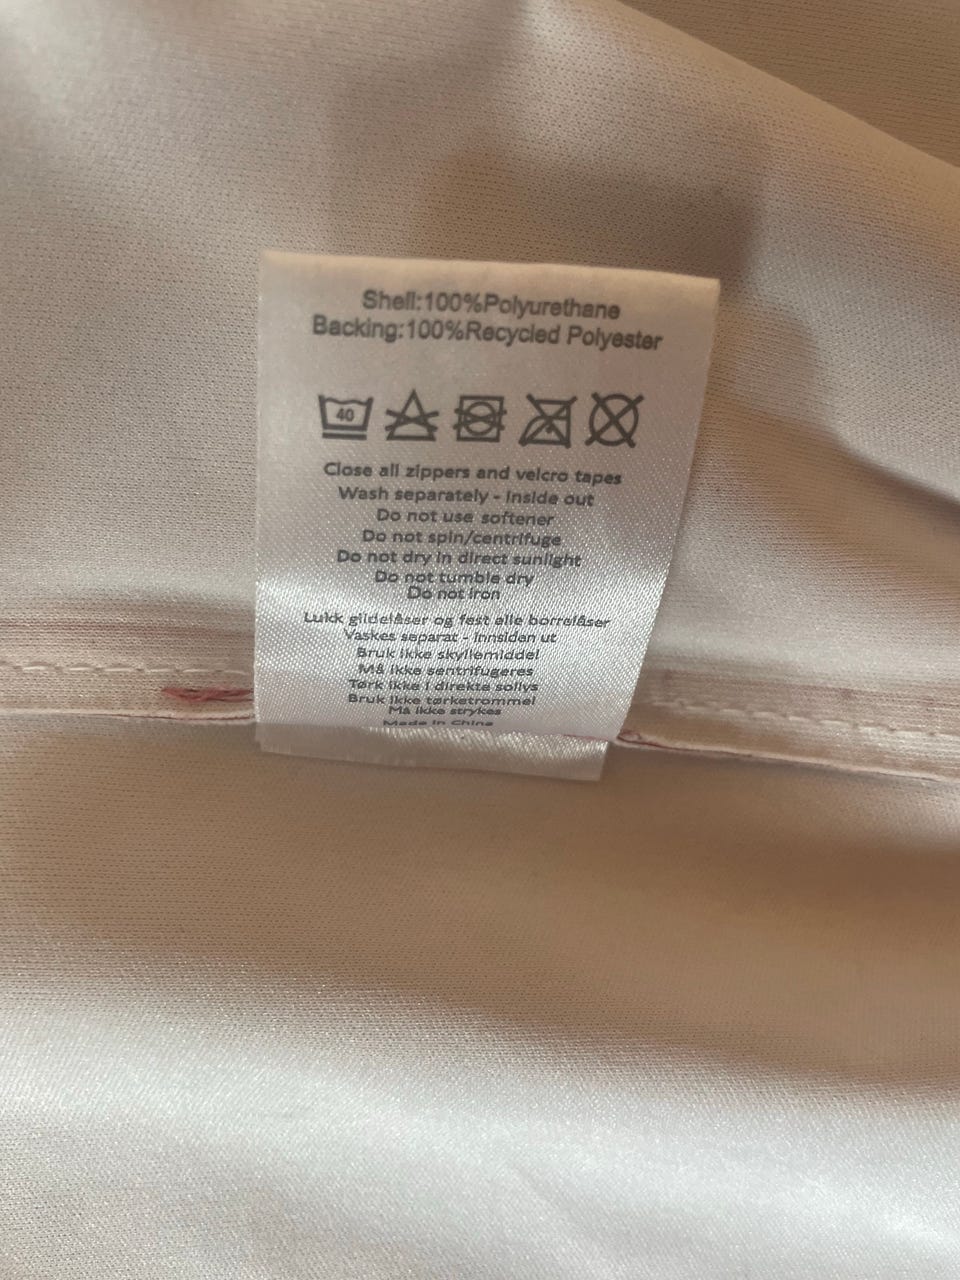 Shell:100%Polyurethane
Backing:100%Recycled Polyester
40
Close all zippers and velcro tapes
Wash separately - Inside out
Do not use softener
Do not spin/centrifuge
Do not dry in direct sunlight
Do not tumble dry
Do not iron
Lukk glidelåser og fest alle borrelåser
Vaskes separat - Innsiden ut
Bruk ikke skyllemiddel
Må ikke sentrifugeres
Tørk ikke i direkte sollys
Bruk ikke tørketrommel
Må ikke strykes
Made in China